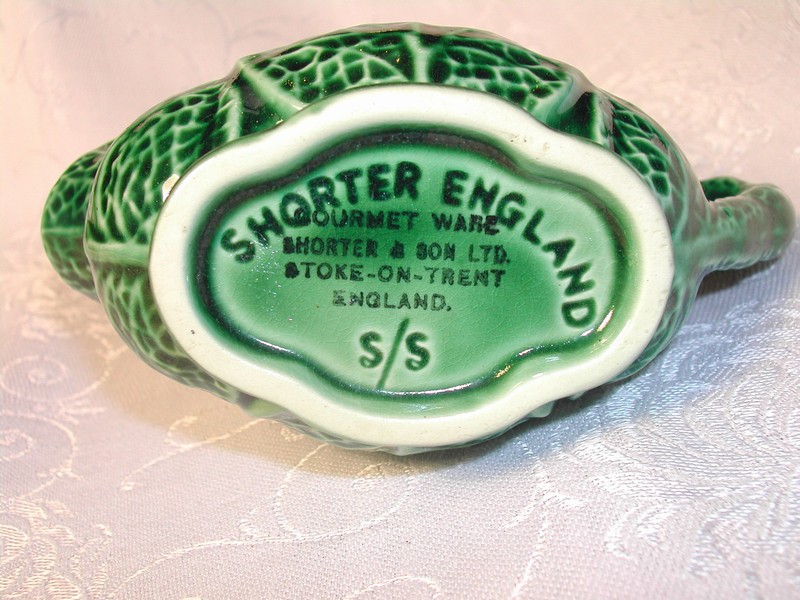 SHORTER ENGLAND
GOURMET WARE
SHORTER & SON LTD.
STOKE-ON-TRENT
ENGLAND.
S/S